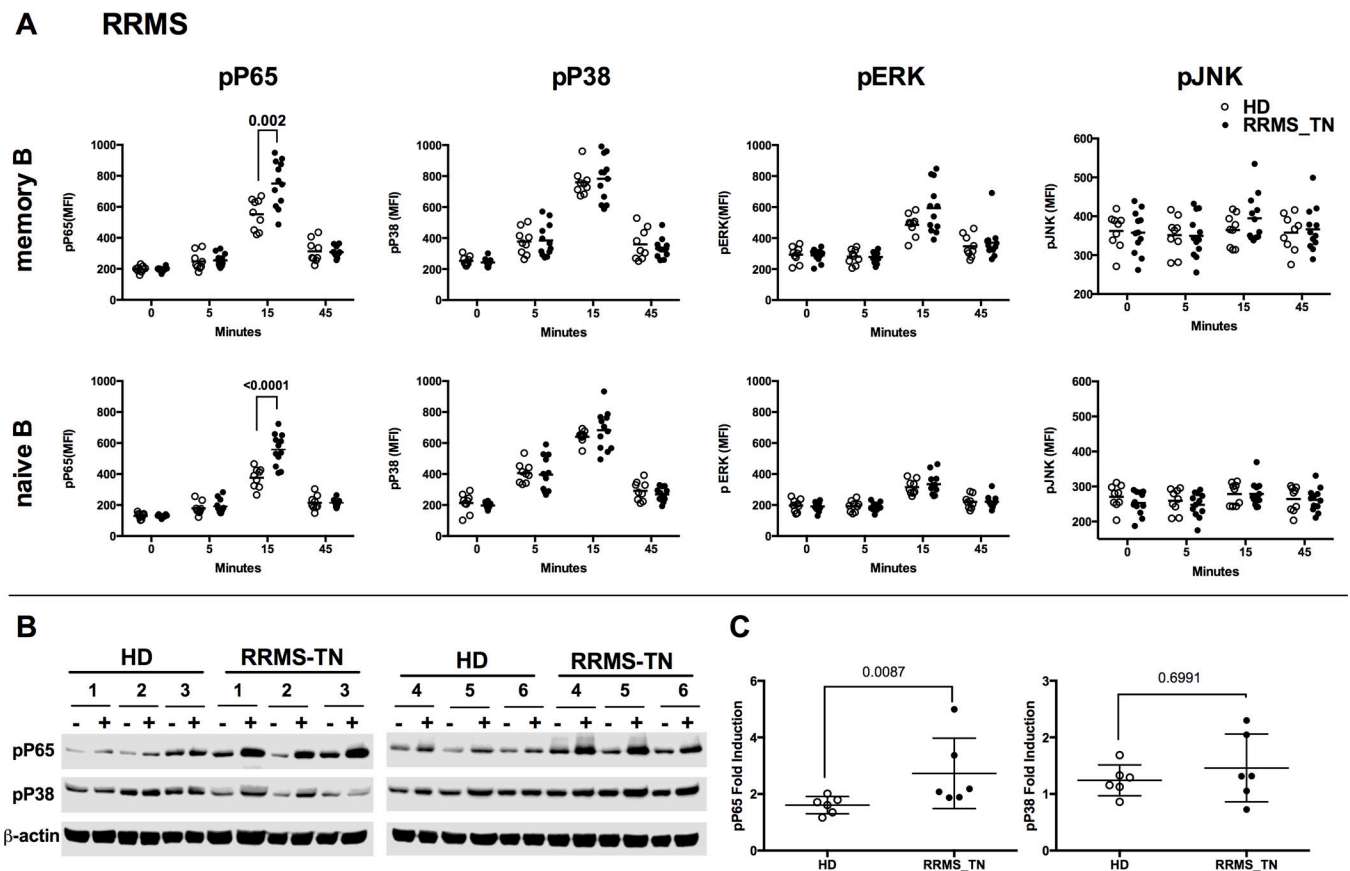 A RRMS
pP65 pP38 pERK pJNK
HD
RRMS_TN
memory B
pP65(MFI)
1000
800
600
400
200
0
0 5 15 45
Minutes
0.002
pP38 (MFI)
1000
800
600
400
200
0
0 5 15 45
Minutes
pERK(MFI)
1000
800
600
400
200
0
0 5 15 45
Minutes
pJNK (MFI)
600
500
400
300
200
0 5 15 45
Minutes
naive B
pP65(MFI)
1000
800
600
400
200
0
0 5 15 45
Minutes
<0.0001
pP38 (MFI)
1000
800
600
400
200
0
0 5 15 45
Minutes
p ERK (MFI)
1000
800
600
400
200
0
0 5 15 45
Minutes
pJNK (MFI)
600
500
400
300
200
0 5 15 45
Minutes
B
HD RRMS-TN HD RRMS-TN
1 2 3 1 2 3 4 5 6 4 5 6
- + - + - + - + - + - + - + - + - + - + - + - +
pP65
pP38
β-actin
C
pP65 Fold Induction
6
4
2
0
0.0087
HD RRMS_TN
pP38 Fold Induction
3
2
1
0
0.6991
HD RRMS_TN